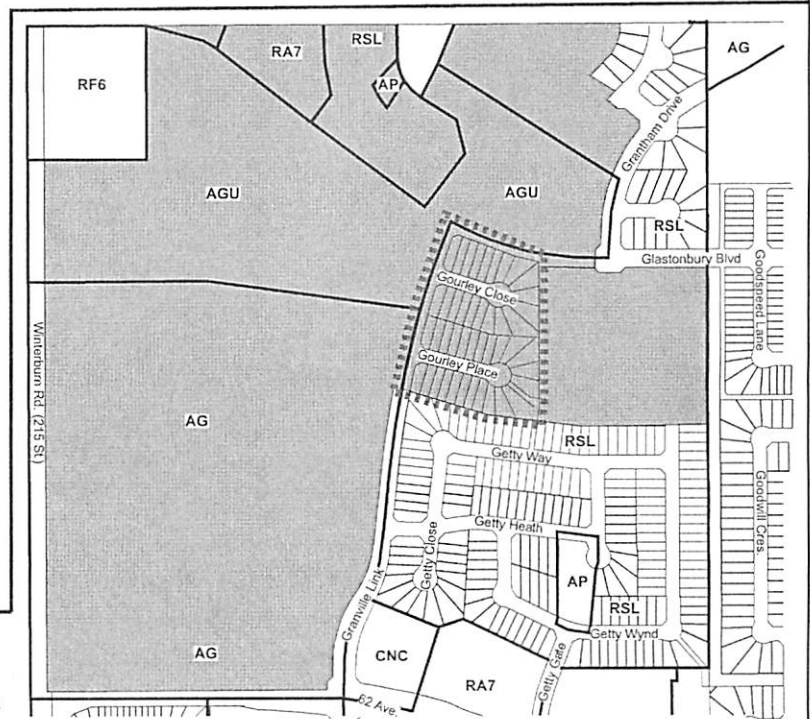 RF6
RA7
RSL
AP
AG
Grantham Drive
AGU
AGU
RSL
Glastonbury Blvd
Goodspeed Lane
Gourley Close
Gourley Place
Winterburn Rd. (215 St.)
AG
RSL
Getty Way
Goodwill Cres.
Getty Heath
Getty Close
AP
RSL
Granville Link
Getty Wynd
AG
CNC
RA7
Getty Gate
62 Ave.